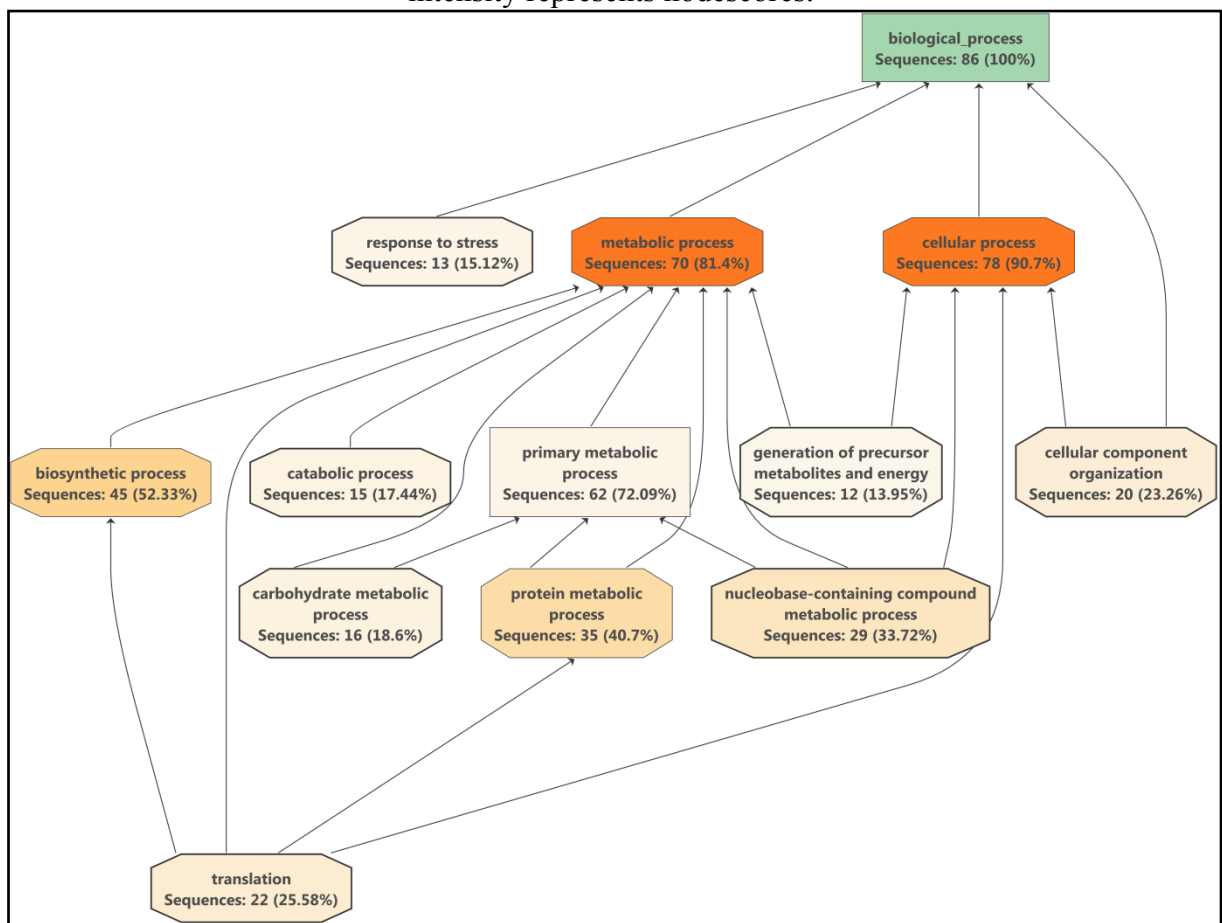 intensity represents nodescores.
biological_process
Sequences: 86 (100%)
response to stress
Sequences: 13 (15.12%)
metabolic process
Sequences: 70 (81.4%)
cellular process
Sequences: 78 (90.7%)
biosynthetic process
Sequences: 45 (52.33%)
catabolic process
Sequences: 15 (17.44%)
primary metabolic
process
Sequences: 62 (72.09%)
generation of precursor
metabolites and energy
Sequences: 12 (13.95%)
cellular component
organization
Sequences: 20 (23.26%)
carbohydrate metabolic
process
Sequences: 16 (18.6%)
protein metabolic
process
Sequences: 35 (40.7%)
nucleobase-containing compound
metabolic process
Sequences: 29 (33.72%)
translation
Sequences: 22 (25.58%)